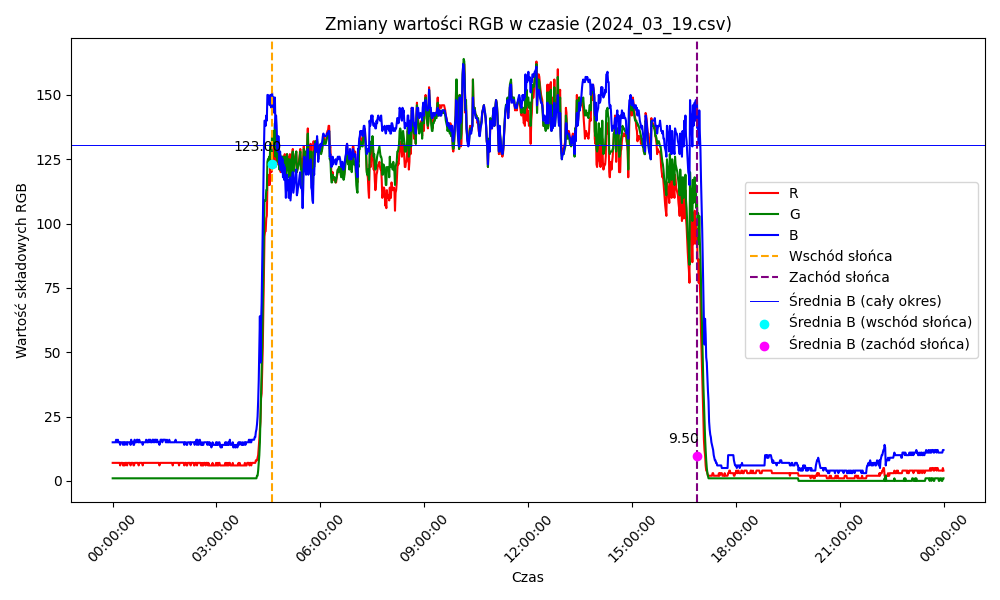 Zmiany wartości RGB w czasie (2024_03_19.csv)
Wartość składowych RGB
150
125
100
75
50
25
0
123.00
9.50
R
G
B
Wschód słońca
Zachód słońca
Średnia B (cały okres)
Średnia B (wschód słońca)
Średnia B (zachód słońca)
00:00:00
03:00:00
06:00:00
09:00:00
12:00:00
15:00:00
18:00:00
21:00:00
00:00:00
Czas